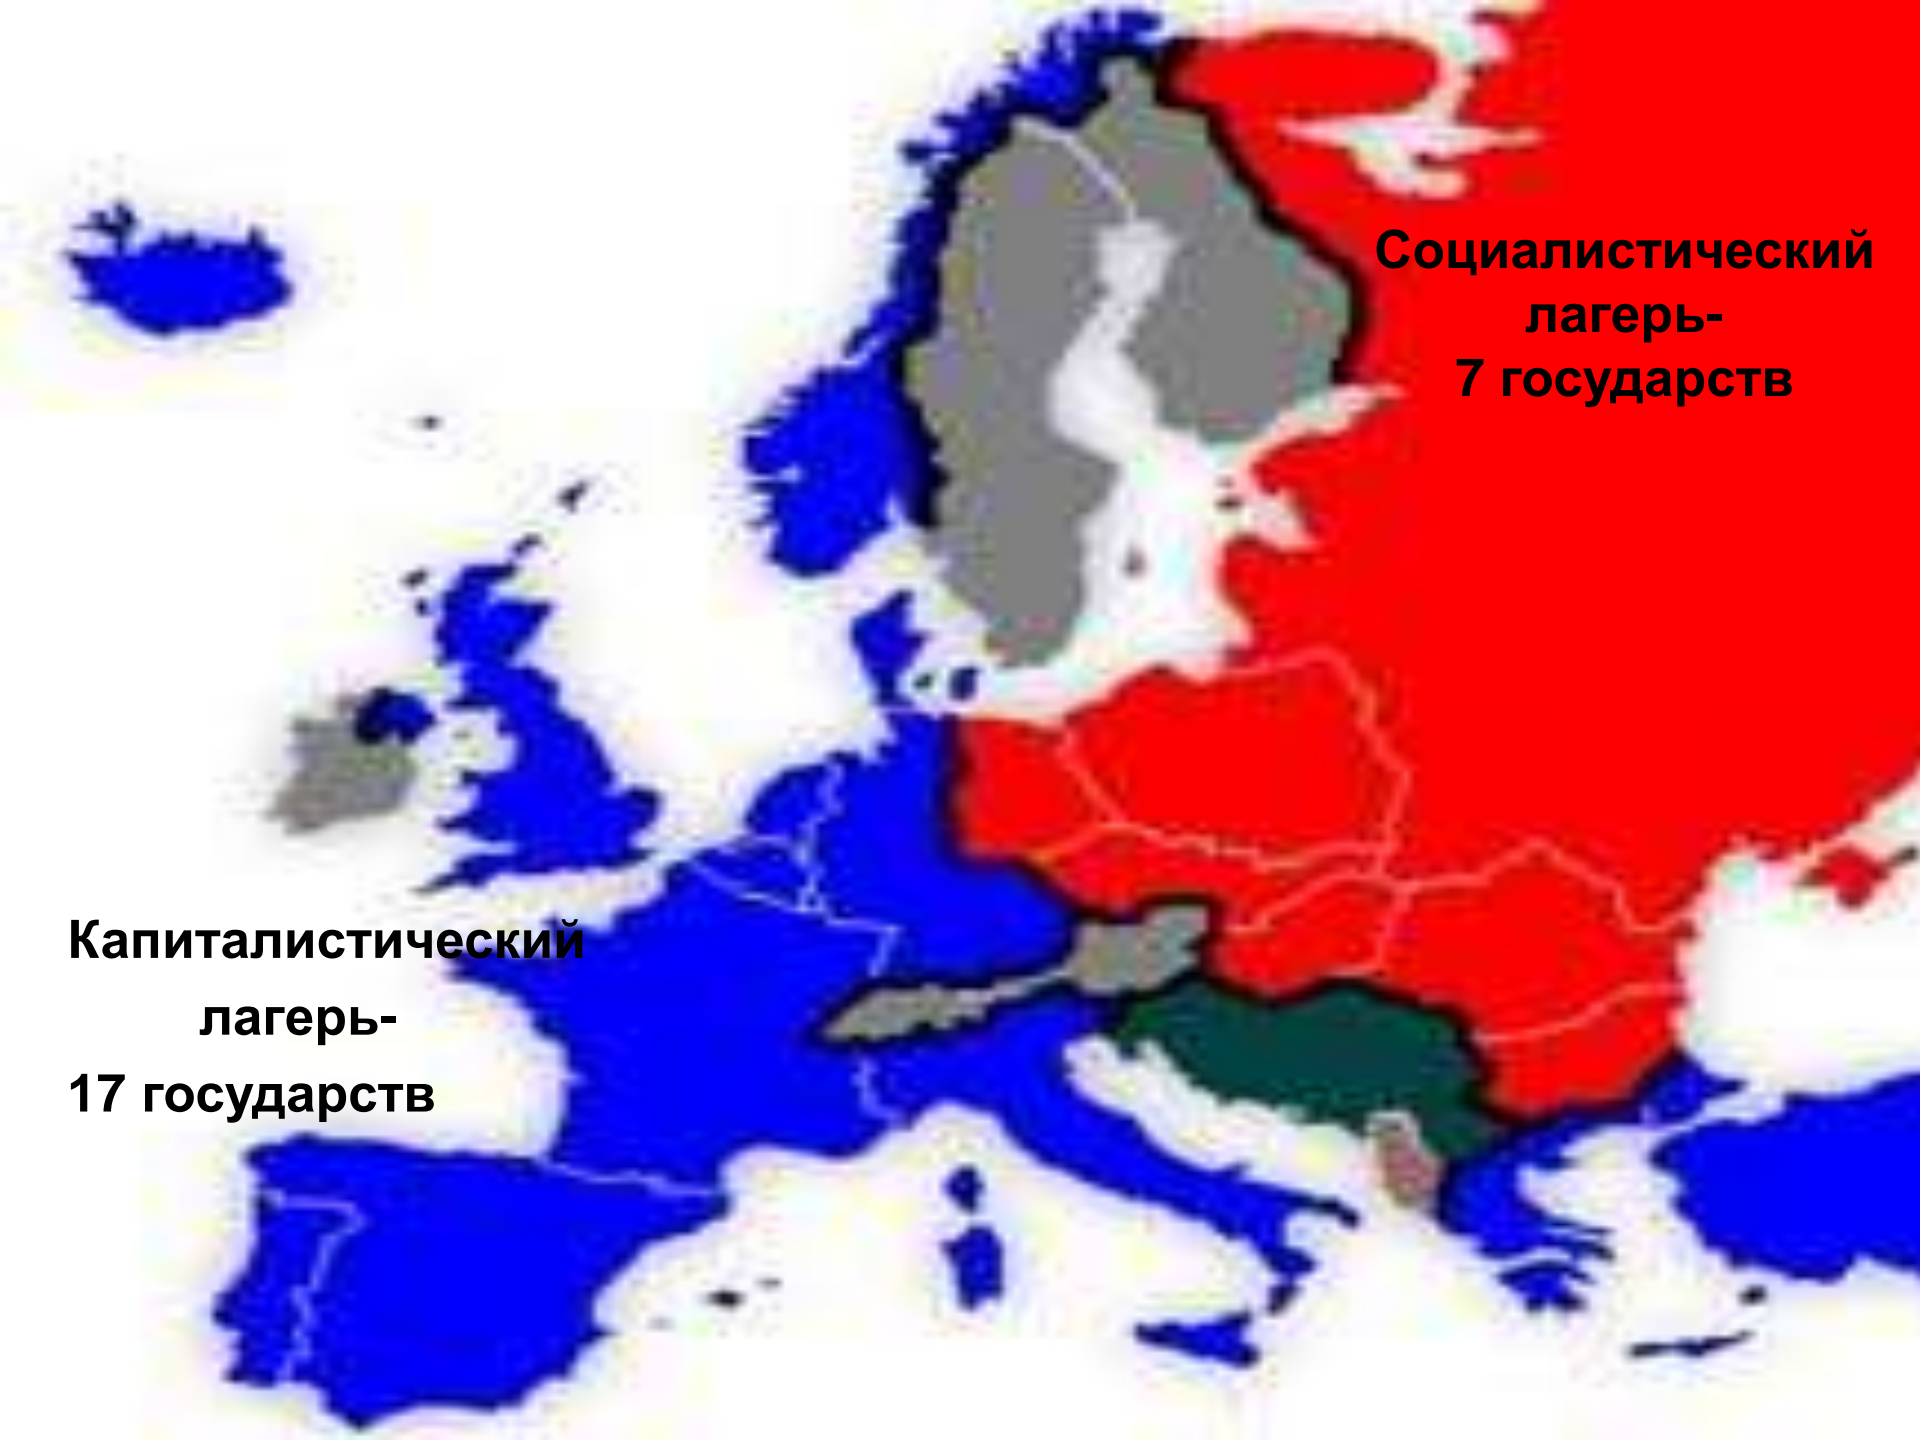 Социалистический
лагерь-
7 государств
Капиталистический
лагерь-
17 государств